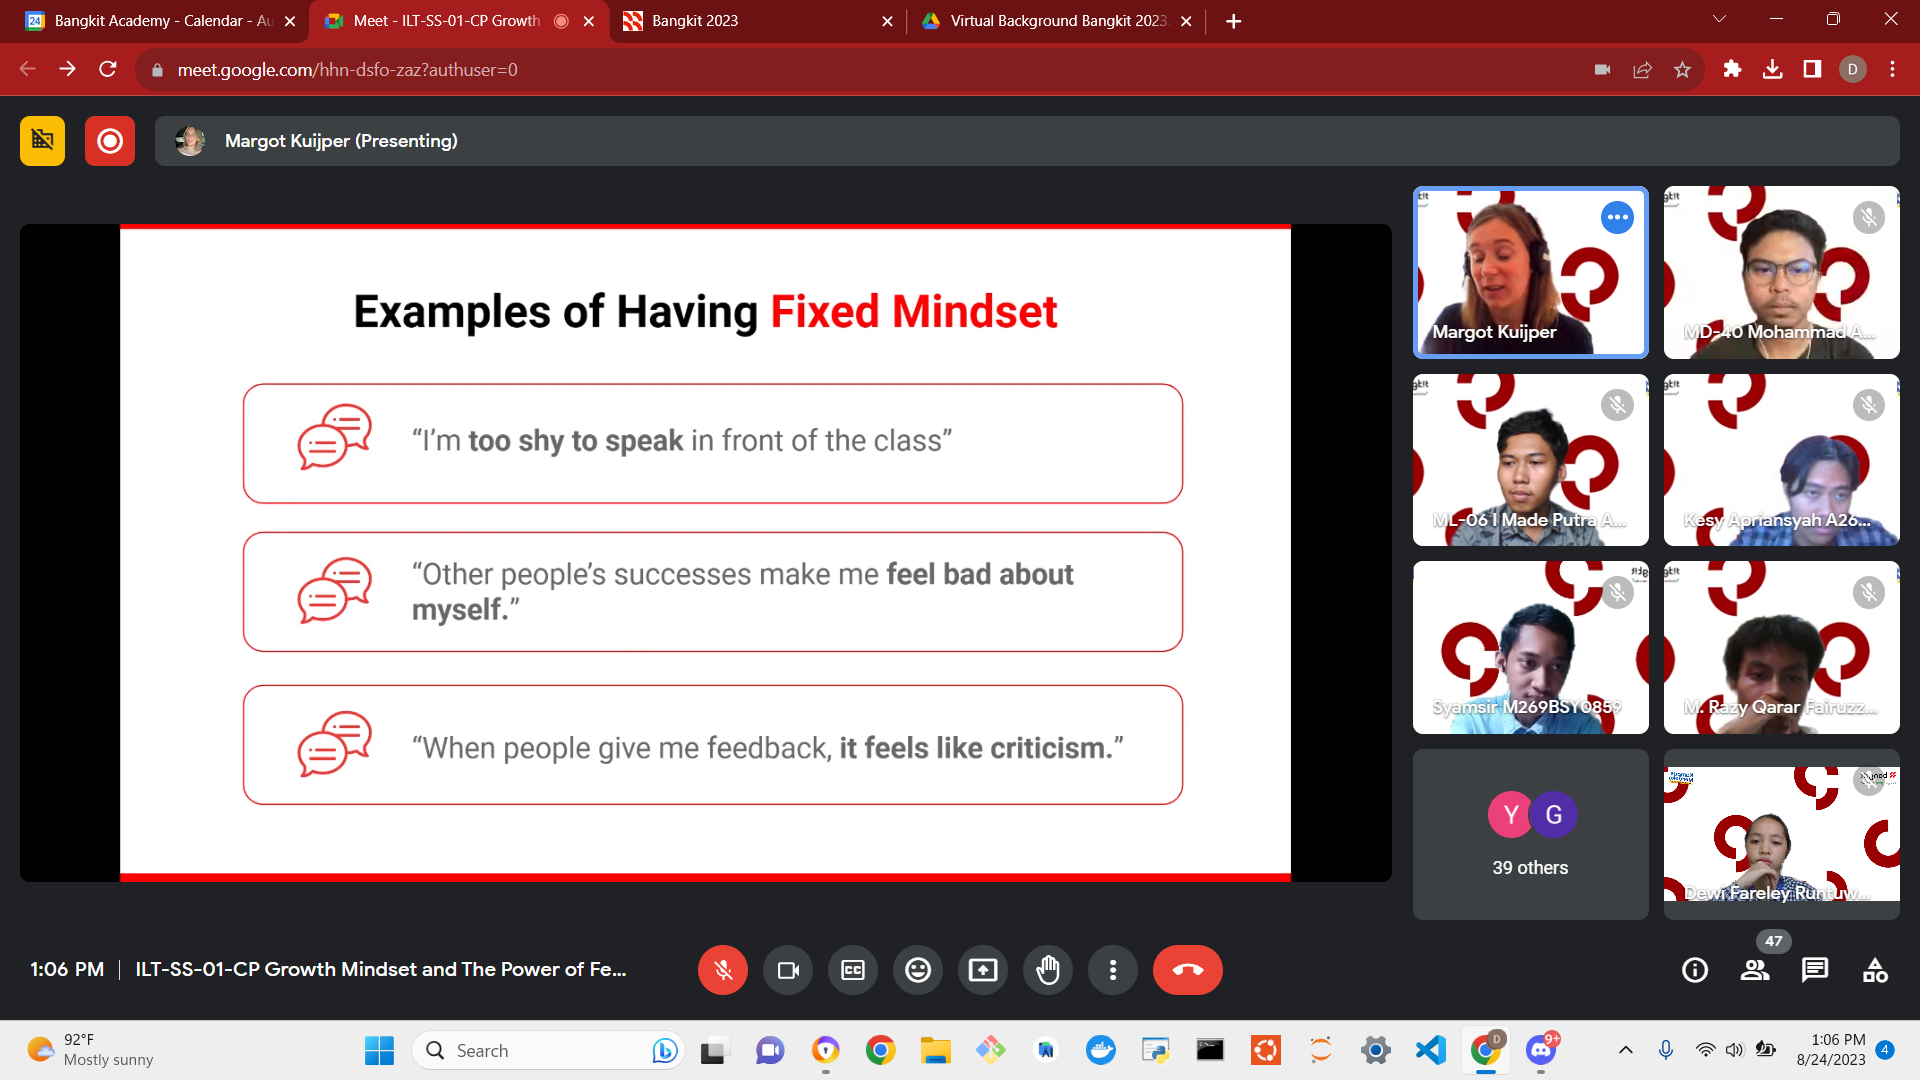 Bangkit Academy - Calendar - Au
Meet - ILT-SS-01-CP Growth
Bangkit 2023
Virtual Background Bangkit 2023
meet.google.com/hhn-dsfo-zaz?authuser=0
D
Margot Kuijper (Presenting)
Examples of Having Fixed Mindset
“I’m too shy to speak in front of the class”
“Other people’s successes make me feel bad about
myself.”
“When people give me feedback, it feels like criticism.”
Margot Kuijper
MD-40 Mohammad A...
ML-06 I Made Putra A...
Kesy Apriansyah A26...
Syamsir M269BSY0859
M. Razy Qarar Fairuzz...
Y G
39 others
Dewi Fareley Runtuw...
1:06 PM
ILT-SS-01-CP Growth Mindset and The Power of Fe...
47
92°F
Mostly sunny
Search
9+
1:06 PM
8/24/2023
4